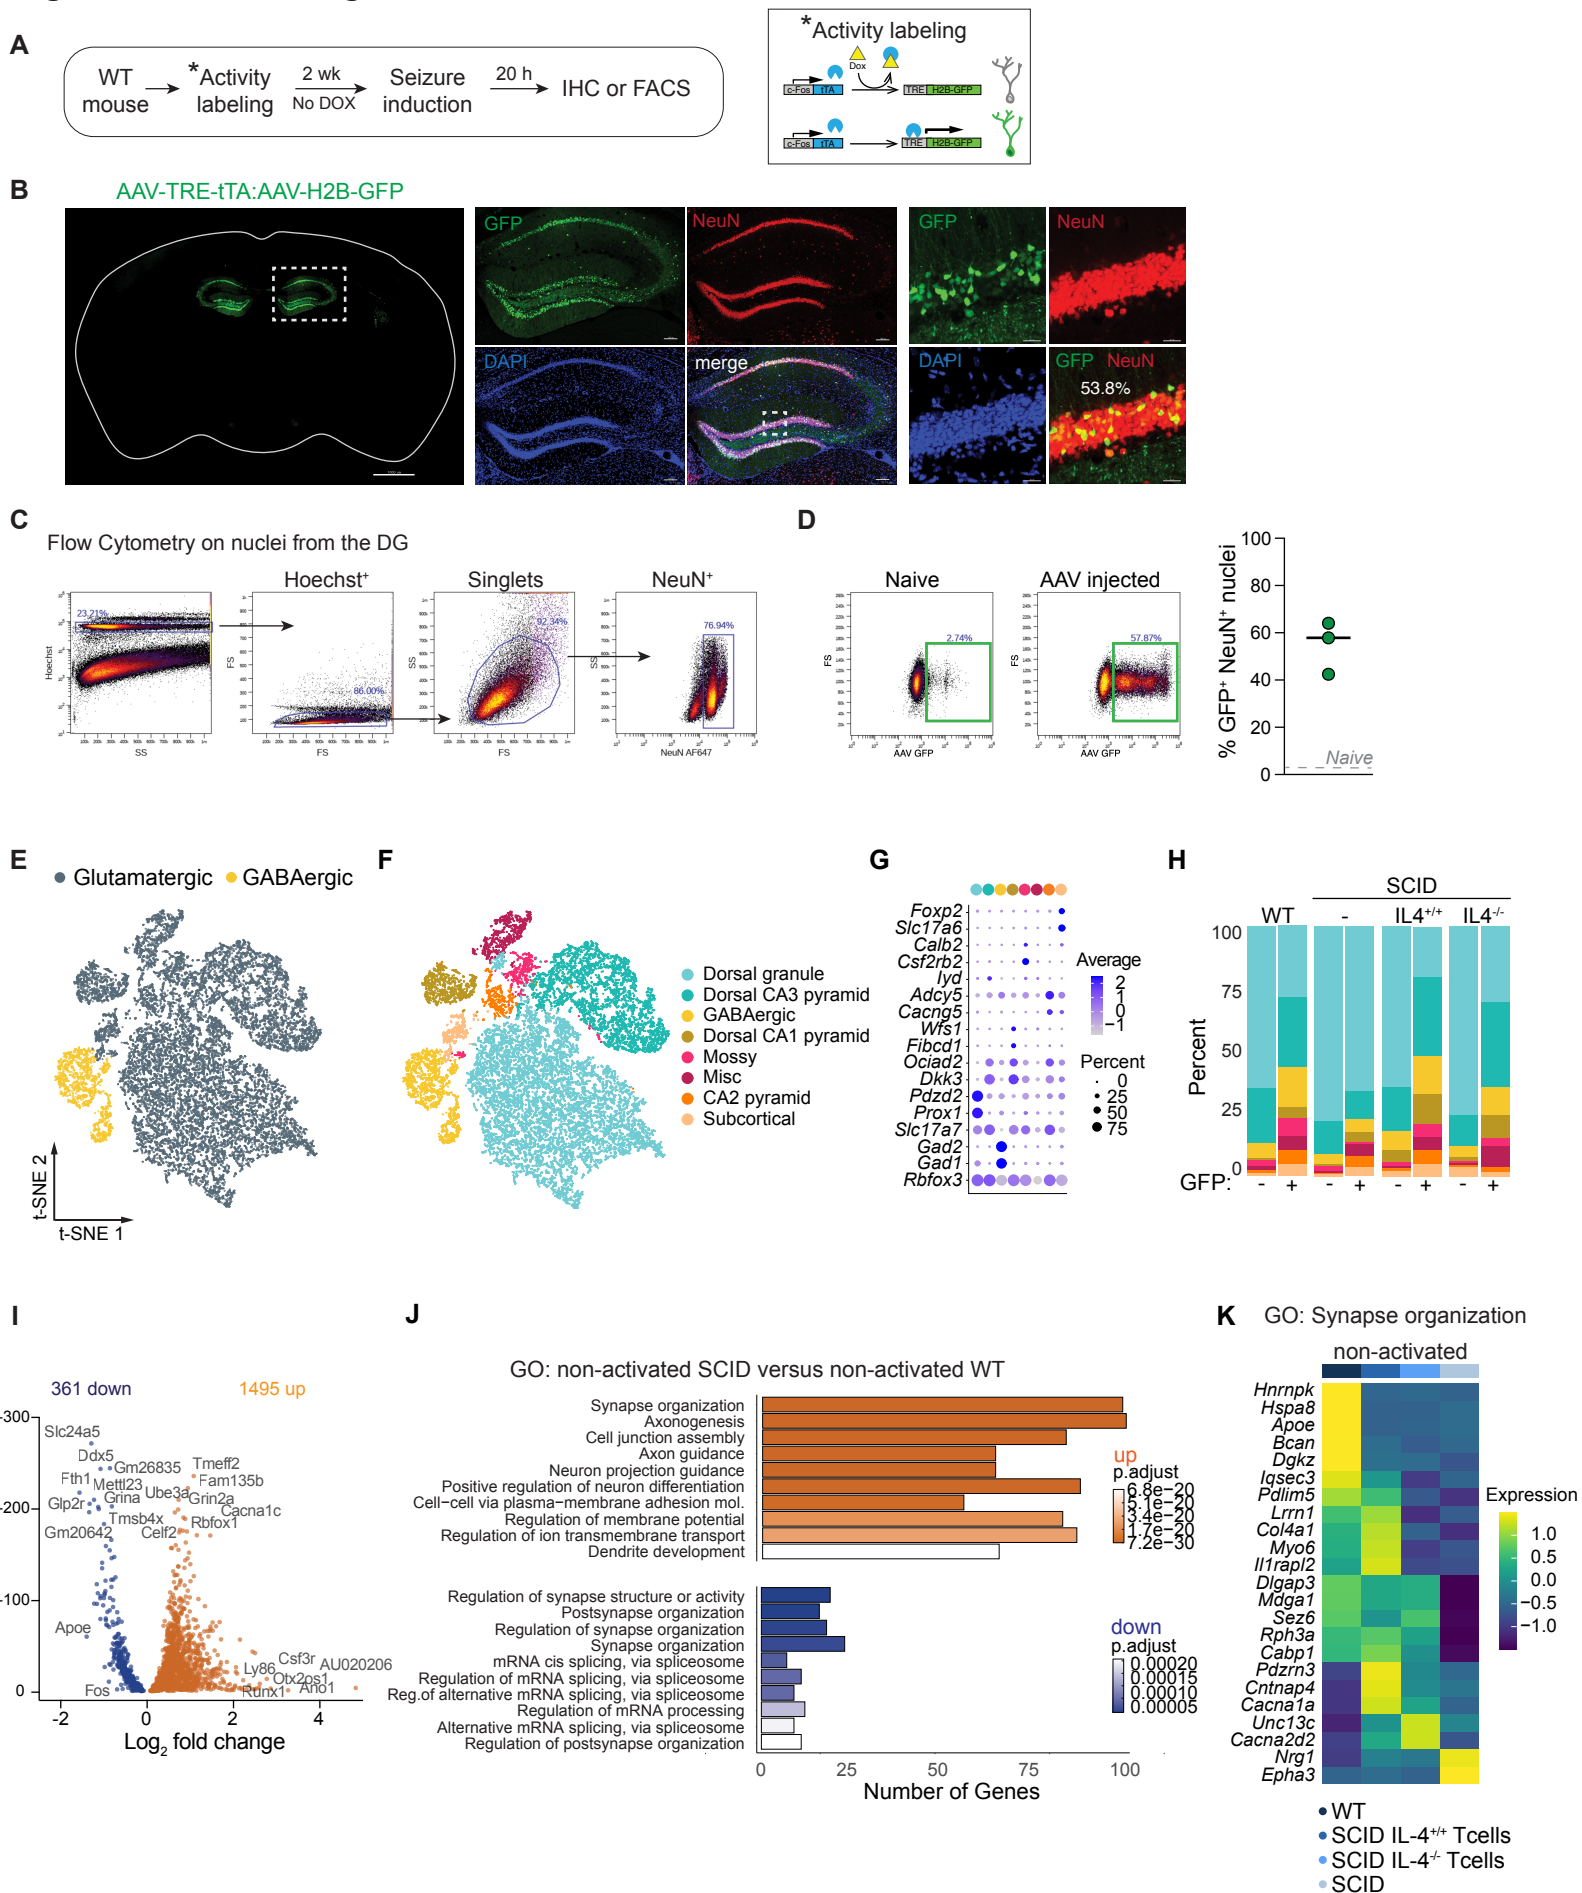 A
WT mouse
*Activity labeling
2 wk
No DOX
Seizure induction
20 h
IHC or FACS
*Activity labeling
Dox
c-Fos tTA
TRE H2B-GFP
c-Fos tTA
TRE H2B-GFP
B
AAV-TRE-tTA:AAV-H2B-GFP
GFP
NeuN
DAPI
merge
GFP
NeuN
DAPI
GFP NeuN
53.8%
C
Flow Cytometry on nuclei from the DG
Hoechst+
Singlets
NeuN+
23.21%
86.00%
92.34%
76.94%
Hoechst
SS
FS
FS
SS
FS
SS
NeuN AF647
D
Naive
AAV injected
2.74%
57.87%
FS
AAV GFP
FS
AAV GFP
% GFP+ NeuN+ nuclei
100
80
60
40
20
0
Naive
E
Glutamatergic
GABAergic
t-SNE 2
t-SNE 1
F
Dorsal granule
Dorsal CA3 pyramid
GABAergic
Dorsal CA1 pyramid
Mossy
Misc
CA2 pyramid
Subcortical
G
Foxp2
Slc17a6
Calb2
Csf2rb2
Iyd
Adcy5
Cacng5
Wfs1
Fibcd1
Ociad2
Dkk3
Pdzd2
Prox1
Slc17a7
Gad2
Gad1
Rbfox3
Average
2
1
0
−1
Percent
0
25
50
75
H
SCID
WT
-
IL4+/+
IL4-/-
Percent
100
75
50
25
0
GFP: - + - + - + - +
I
361 down
1495 up
-300
-200
-100
0
Slc24a5
Ddx5
Gm26835
Fth1
Mettl23
Glp2r
Grina
Tmsb4x
Gm20642
Tmeff2
Fam135b
Ube3a
Grin2a
Cacna1c
Rbfox1
Celf2
Apoe
Fos
Csf3r
AU020206
Ly86
Otx2os1
Runx1
Ano1
-2 0 2 4
Log2 fold change
J
GO: non-activated SCID versus non-activated WT
Synapse organization
Axonogenesis
Cell junction assembly
Axon guidance
Neuron projection guidance
Positive regulation of neuron differentiation
Cell−cell via plasma−membrane adhesion mol.
Regulation of membrane potential
Regulation of ion transmembrane transport
Dendrite development
up
p.adjust
6.8e−20
5.1e−20
3.4e−20
1.7e−20
7.2e−30
Regulation of synapse structure or activity
Postsynapse organization
Regulation of synapse organization
Synapse organization
mRNA cis splicing, via spliceosome
Regulation of mRNA splicing, via spliceosome
Reg.of alternative mRNA splicing, via spliceosome
Regulation of mRNA processing
Alternative mRNA splicing, via spliceosome
Regulation of postsynapse organization
down
p.adjust
0.00020
0.00015
0.00010
0.00005
0 25 50 75 100
Number of Genes
K
GO: Synapse organization
non-activated
Hnrnpk
Hspa8
Apoe
Bcan
Dgkz
Iqsec3
Pdlim5
Lrrn1
Col4a1
Myo6
Il1rapl2
Dlgap3
Mdga1
Sez6
Rph3a
Cabp1
Pdzrn3
Cntnap4
Cacna1a
Unc13c
Cacna2d2
Nrg1
Epha3
Expression
1.0
0.5
0.0
−0.5
−1.0
WT
SCID IL-4+/+ Tcells
SCID IL-4-/- Tcells
SCID